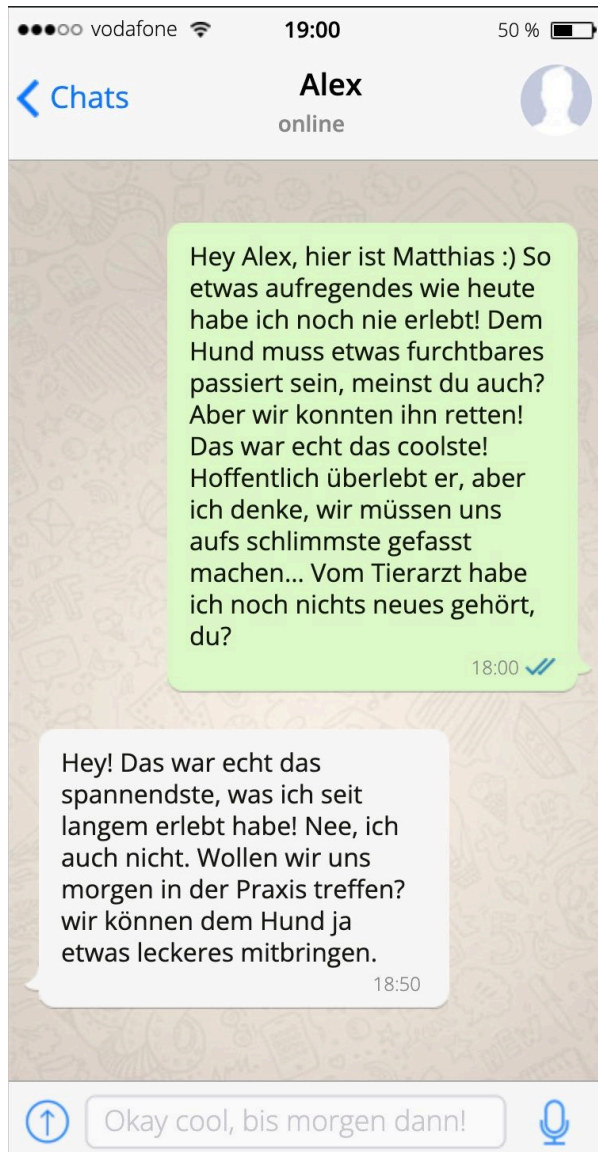 vodafone 19:00 50 %
Chats Alex
online
Hey Alex, hier ist Matthias :) So
etwas aufregendes wie heute
habe ich noch nie erlebt! Dem
Hund muss etwas furchtbares
passiert sein, meinst du auch?
Aber wir konnten ihn retten!
Das war echt das coolste!
Hoffentlich überlebt er, aber
ich denke, wir müssen uns
aufs schlimmste gefasst
machen... Vom Tierarzt habe
ich noch nichts neues gehört,
du?
18:00
Hey! Das war echt das
spannendste, was ich seit
langem erlebt habe! Nee, ich
auch nicht. Wollen wir uns
morgen in der Praxis treffen?
wir können dem Hund ja
etwas leckeres mitbringen.
18:50
Okay cool, bis morgen dann!